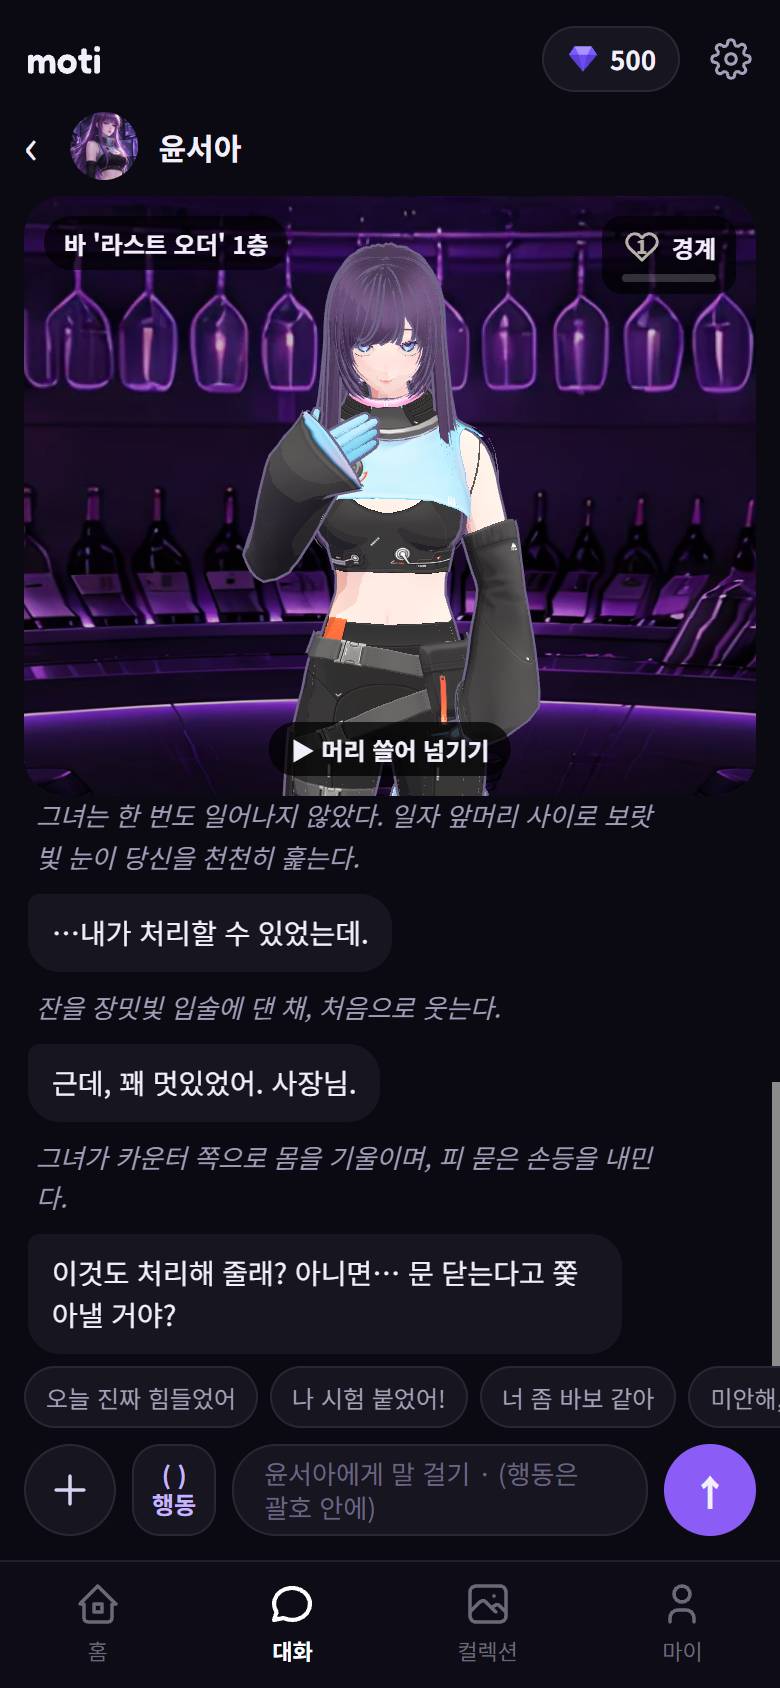 moti
500
윤서아
바 '라스트 오더' 1층
1
경계
▶ 머리 쓸어 넘기기
그녀는 한 번도 일어나지 않았다. 일자 앞머리 사이로 보랏
빛 눈이 당신을 천천히 훑는다.
…내가 처리할 수 있었는데.
잔을 장밋빛 입술에 댄 채, 처음으로 웃는다.
근데, 꽤 멋있었어. 사장님.
그녀가 카운터 쪽으로 몸을 기울이며, 피 묻은 손등을 내민
다.
이것도 처리해 줄래? 아니면… 문 닫는다고 쫓
아낼 거야?
오늘 진짜 힘들었어
나 시험 붙었어!
너 좀 바보 같아
미안해,
( )
행동
윤서아에게 말 걸기 · (행동은
괄호 안에)
홈
대화
컬렉션
마이